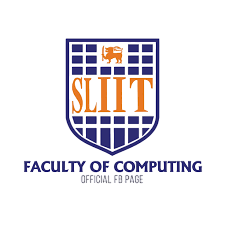 SLIIT
FACULTY OF COMPUTING
OFFICIAL FB PAGE